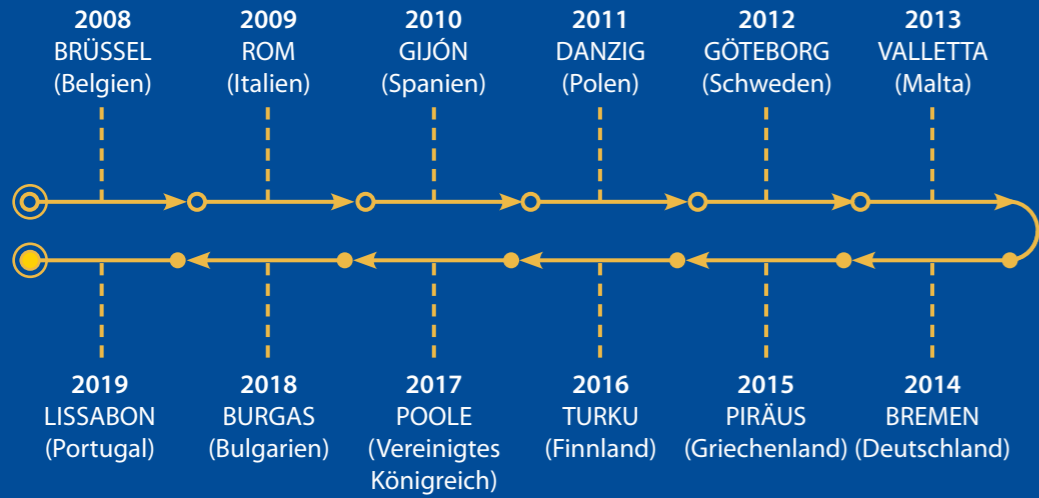 2008
BRÜSSEL
(Belgien)
2009
ROM
(Italien)
2010
GIJÓN
(Spanien)
2011
DANZIG
(Polen)
2012
GÖTEBORG
(Schweden)
2013
VALLETTA
(Malta)
2019
LISSABON
(Portugal)
2018
BURGAS
(Bulgarien)
2017
POOLE
(Vereinigtes
Königreich)
2016
TURKU
(Finnland)
2015
PIRÄUS
(Griechenland)
2014
BREMEN
(Deutschland)